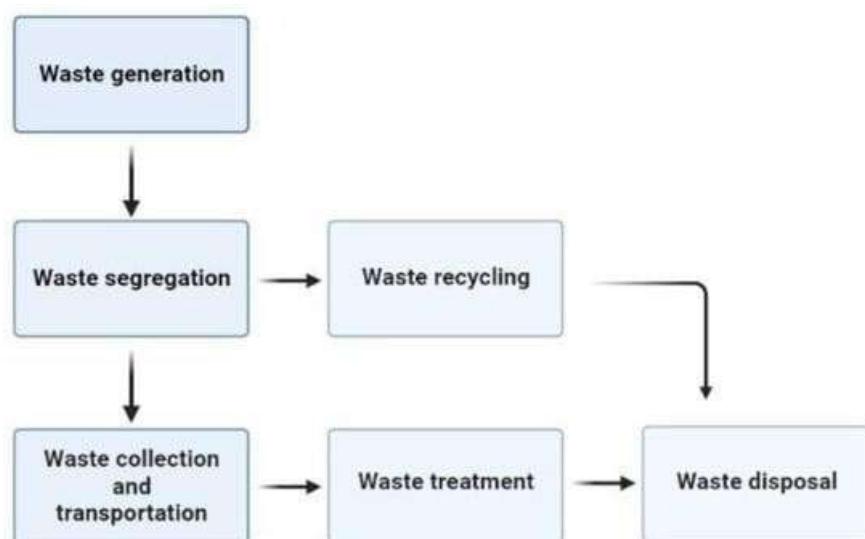 Waste generation
Waste segregation
Waste recycling
Waste collection
and
transportation
Waste treatment
Waste disposal